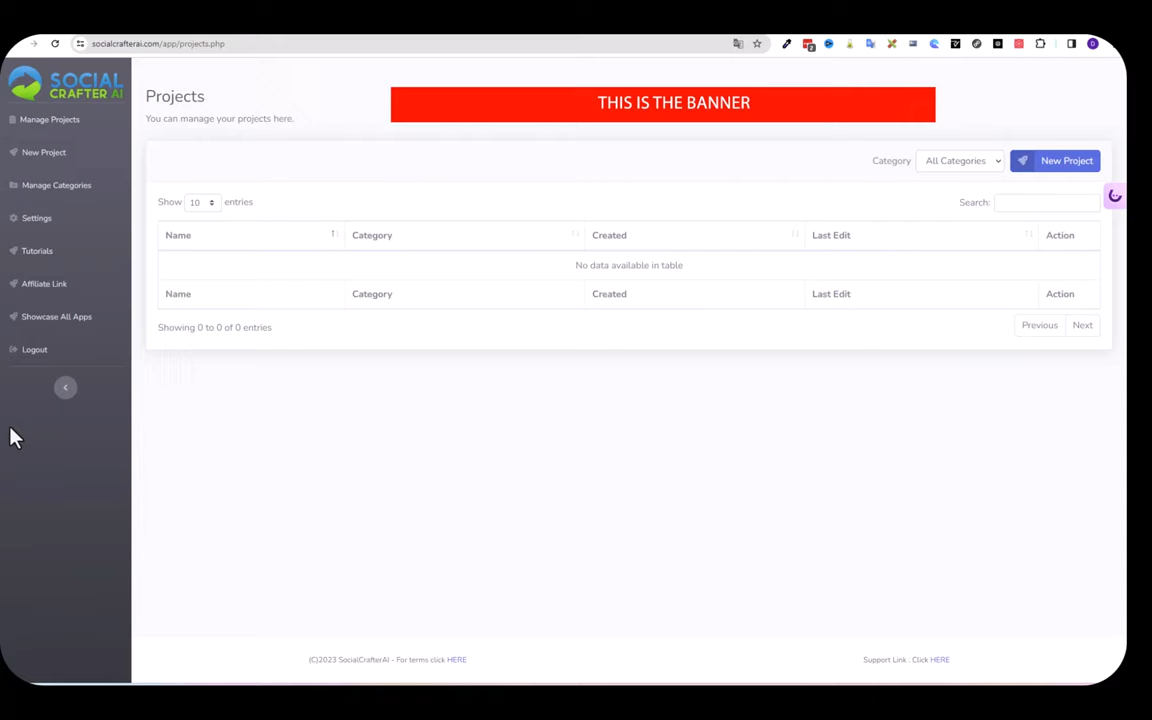 socialcrafterai.com/app/projects.php
SOCIAL
CRAFTER AI
Manage Projects
New Project
Manage Categories
Settings
Tutorials
Affiliate Link
Showcase All Apps
Logout
Projects
You can manage your projects here.
THIS IS THE BANNER
Category All Categories New Project
Show 10 entries Search:
Name Category Created Last Edit Action
No data available in table
Name Category Created Last Edit Action
Showing 0 to 0 of 0 entries Previous Next
(C)2023 SocialCrafterAI - For terms click HERE Support Link : Click HERE